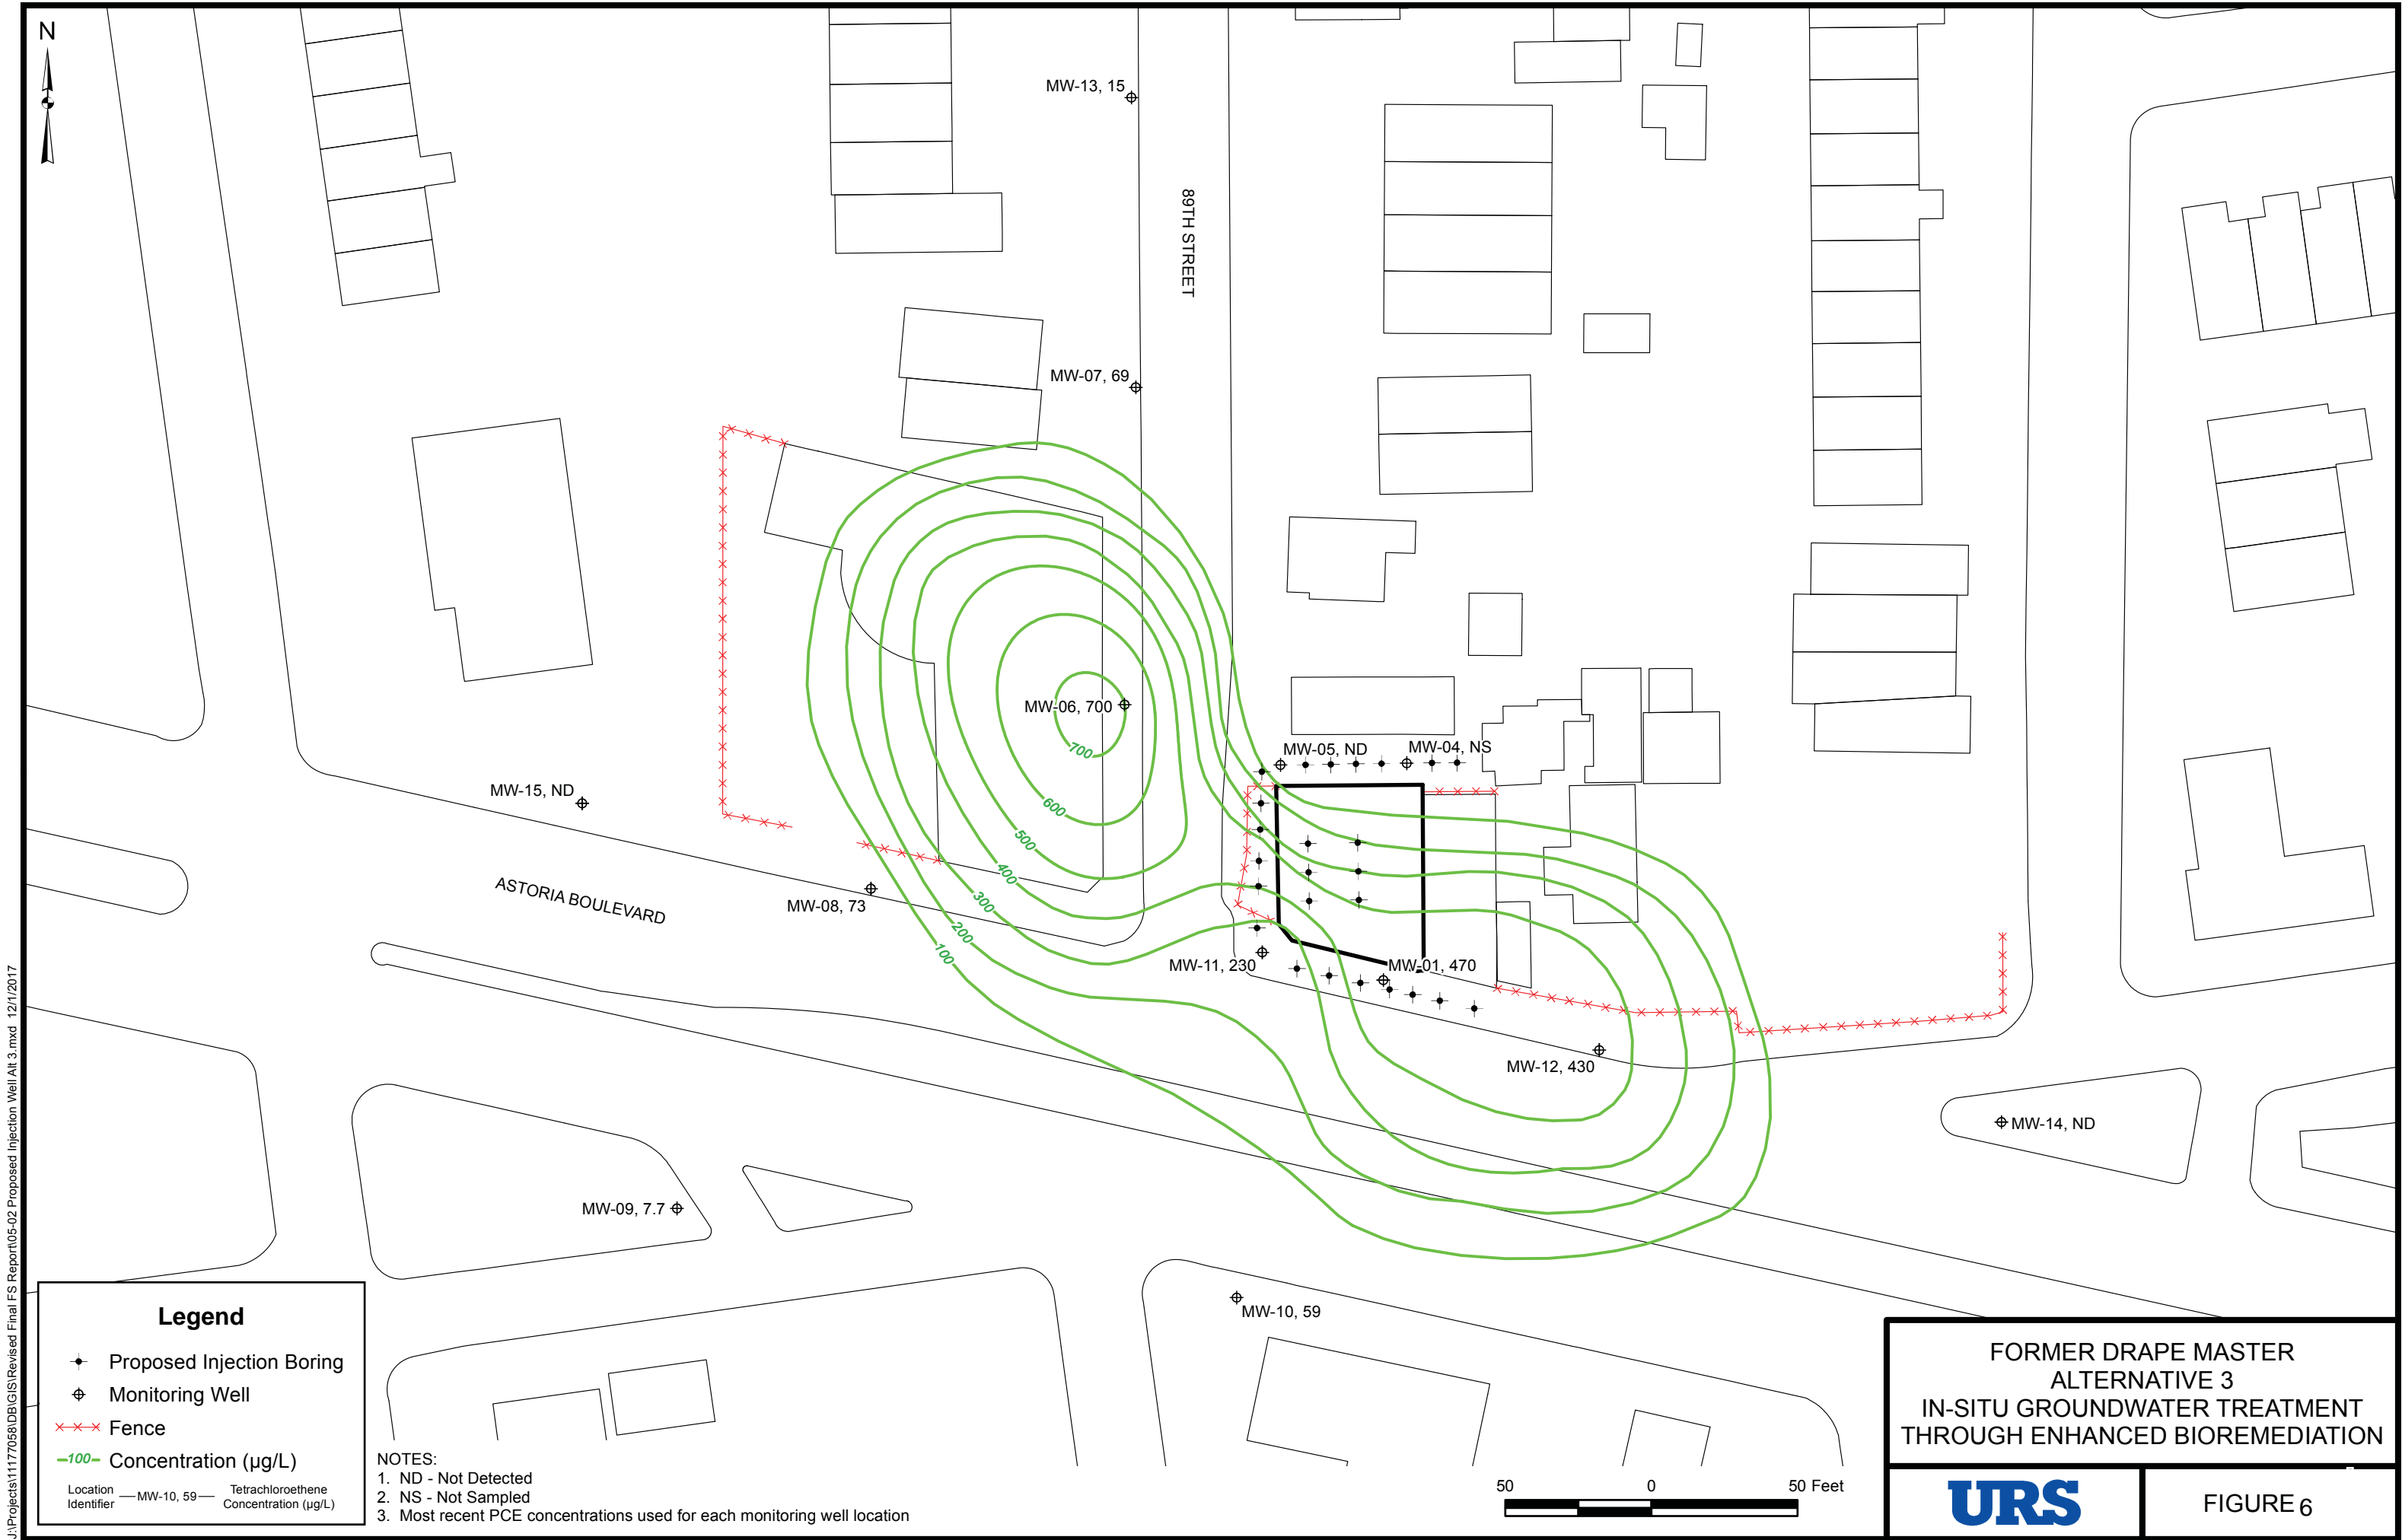 N
MW-13, 15
89TH STREET
MW-07, 69
MW-06, 700
700
600
500
400
300
200
100
MW-05, ND
MW-04, NS
MW-15, ND
ASTORIA BOULEVARD
MW-08, 73
MW-11, 230
MW-01, 470
MW-12, 430
MW-14, ND
MW-09, 7.7
MW-10, 59
Legend
Proposed Injection Boring
Monitoring Well
Fence
100 Concentration (µg/L)
Location Identifier
MW-10, 59
Tetrachloroethene Concentration (µg/L)
NOTES:
1. ND - Not Detected
2. NS - Not Sampled
3. Most recent PCE concentrations used for each monitoring well location
50 0 50 Feet
FORMER DRAPE MASTER
ALTERNATIVE 3
IN-SITU GROUNDWATER TREATMENT
THROUGH ENHANCED BIOREMEDIATION
URS
FIGURE 6
J:\Projects\11177058\DB\GIS\Revised Final FS Report\05-02 Proposed Injection Well Alt 3.mxd 12/1/2017